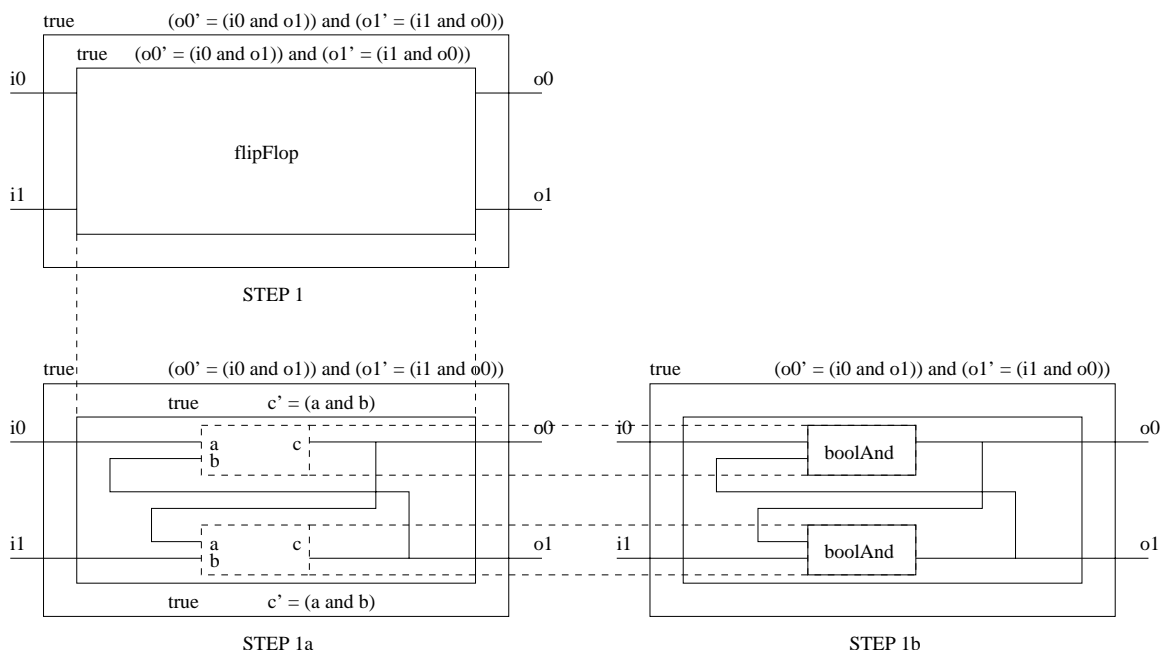 true (o0’ = (i0 and o1)) and (o1’ = (i1 and o0))
true (o0’ = (i0 and o1)) and (o1’ = (i1 and o0))
i0 o0
flipFlop
i1 o1
STEP 1
true (o0’ = (i0 and o1)) and (o1’ = (i1 and o0))
true c’ = (a and b)
i0 a c o0
b
i1 a c o1
b
true c’ = (a and b)
STEP 1a
true (o0’ = (i0 and o1)) and (o1’ = (i1 and o0))
i0 boolAnd o0
i1 boolAnd o1
STEP 1b